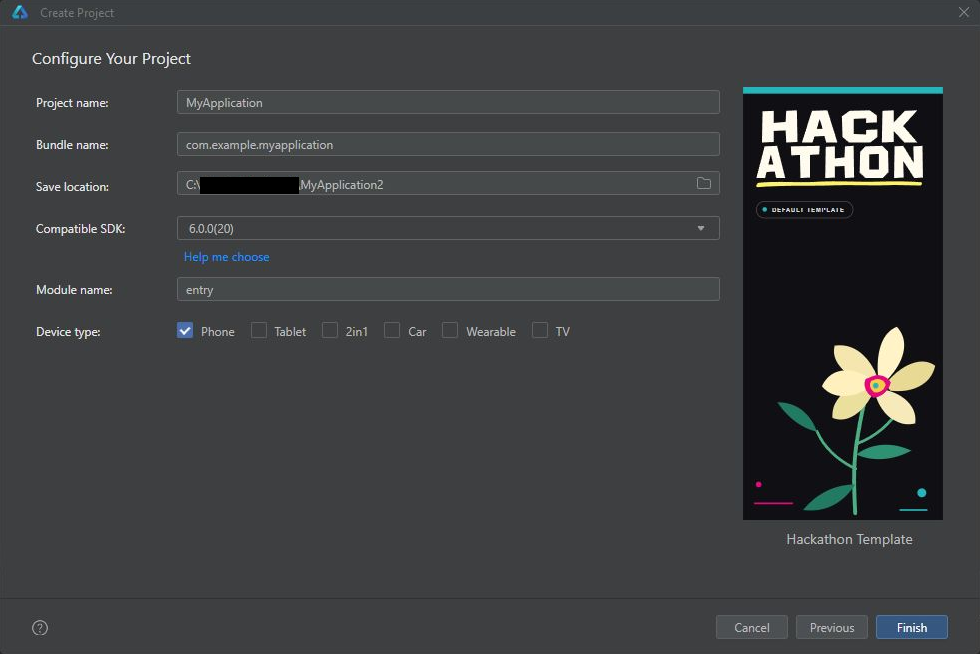 Create Project
Configure Your Project
Project name: MyApplication
Bundle name: com.example.myapplication
Save location: C:\ MyApplication2
Compatible SDK: 6.0.0(20)
Help me choose
Module name: entry
Device type: Phone Tablet 2in1 Car Wearable TV
HACK
ATHON
DEFAULT TEMPLATE
Hackathon Template
? Cancel Previous Finish